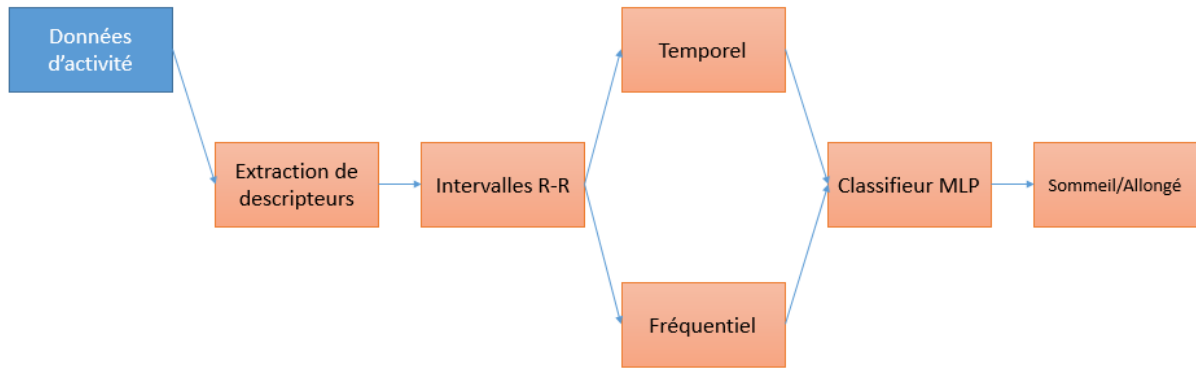 Données
d'activité
Extraction de
descripteurs
Intervalles R-R
Temporel
Fréquentiel
Classifieur MLP
Sommeil/Allongé